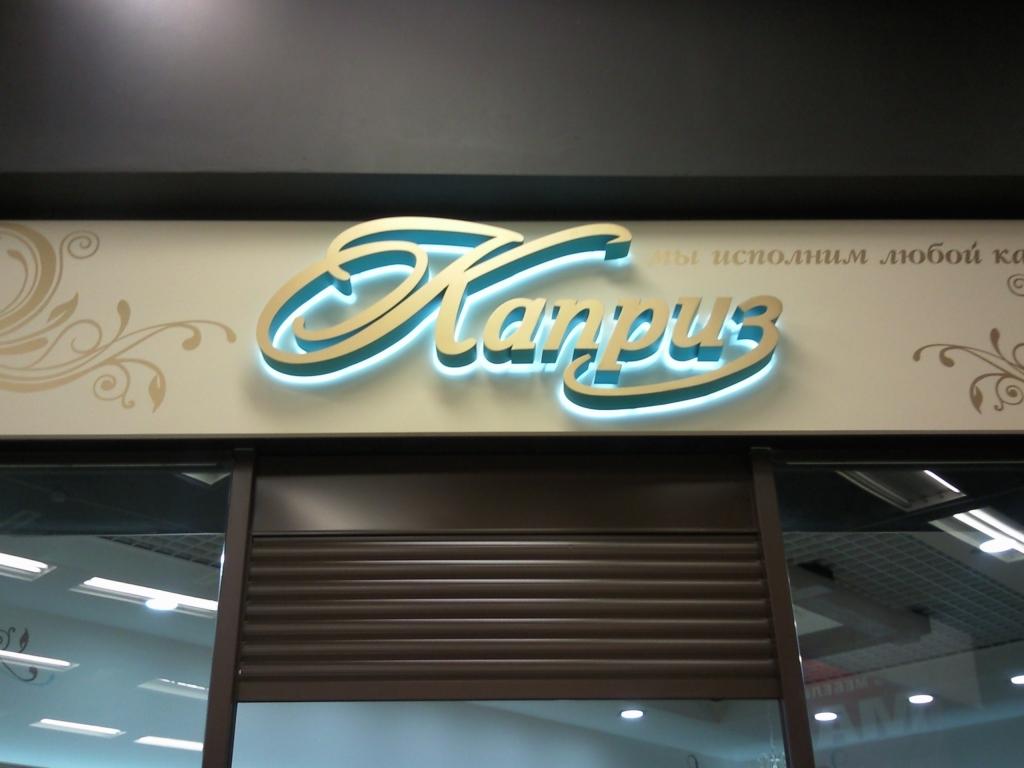 Каприз
мы исполним любой ка